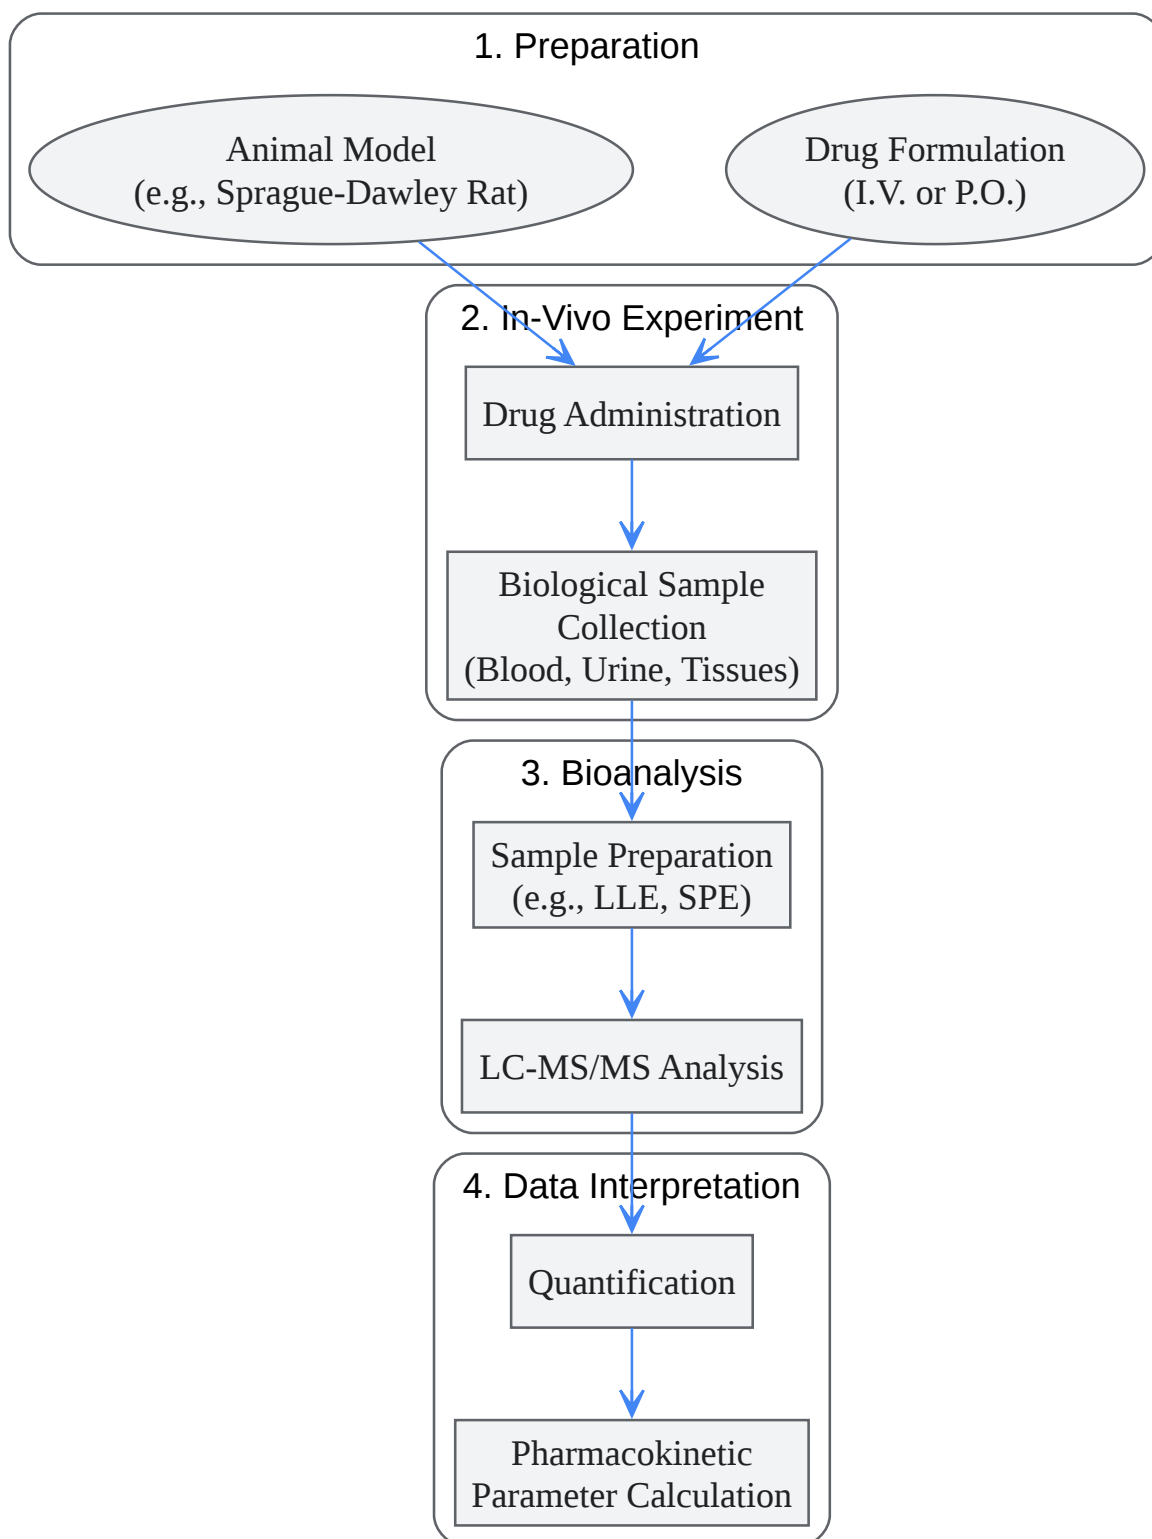 1. Preparation
Animal Model
(e.g., Sprague-Dawley Rat)
Drug Formulation
(I.V. or P.O.)
2. In-Vivo Experiment
Drug Administration
Biological Sample
Collection
(Blood, Urine, Tissues)
3. Bioanalysis
Sample Preparation
(e.g., LLE, SPE)
LC-MS/MS Analysis
4. Data Interpretation
Quantification
Pharmacokinetic
Parameter Calculation